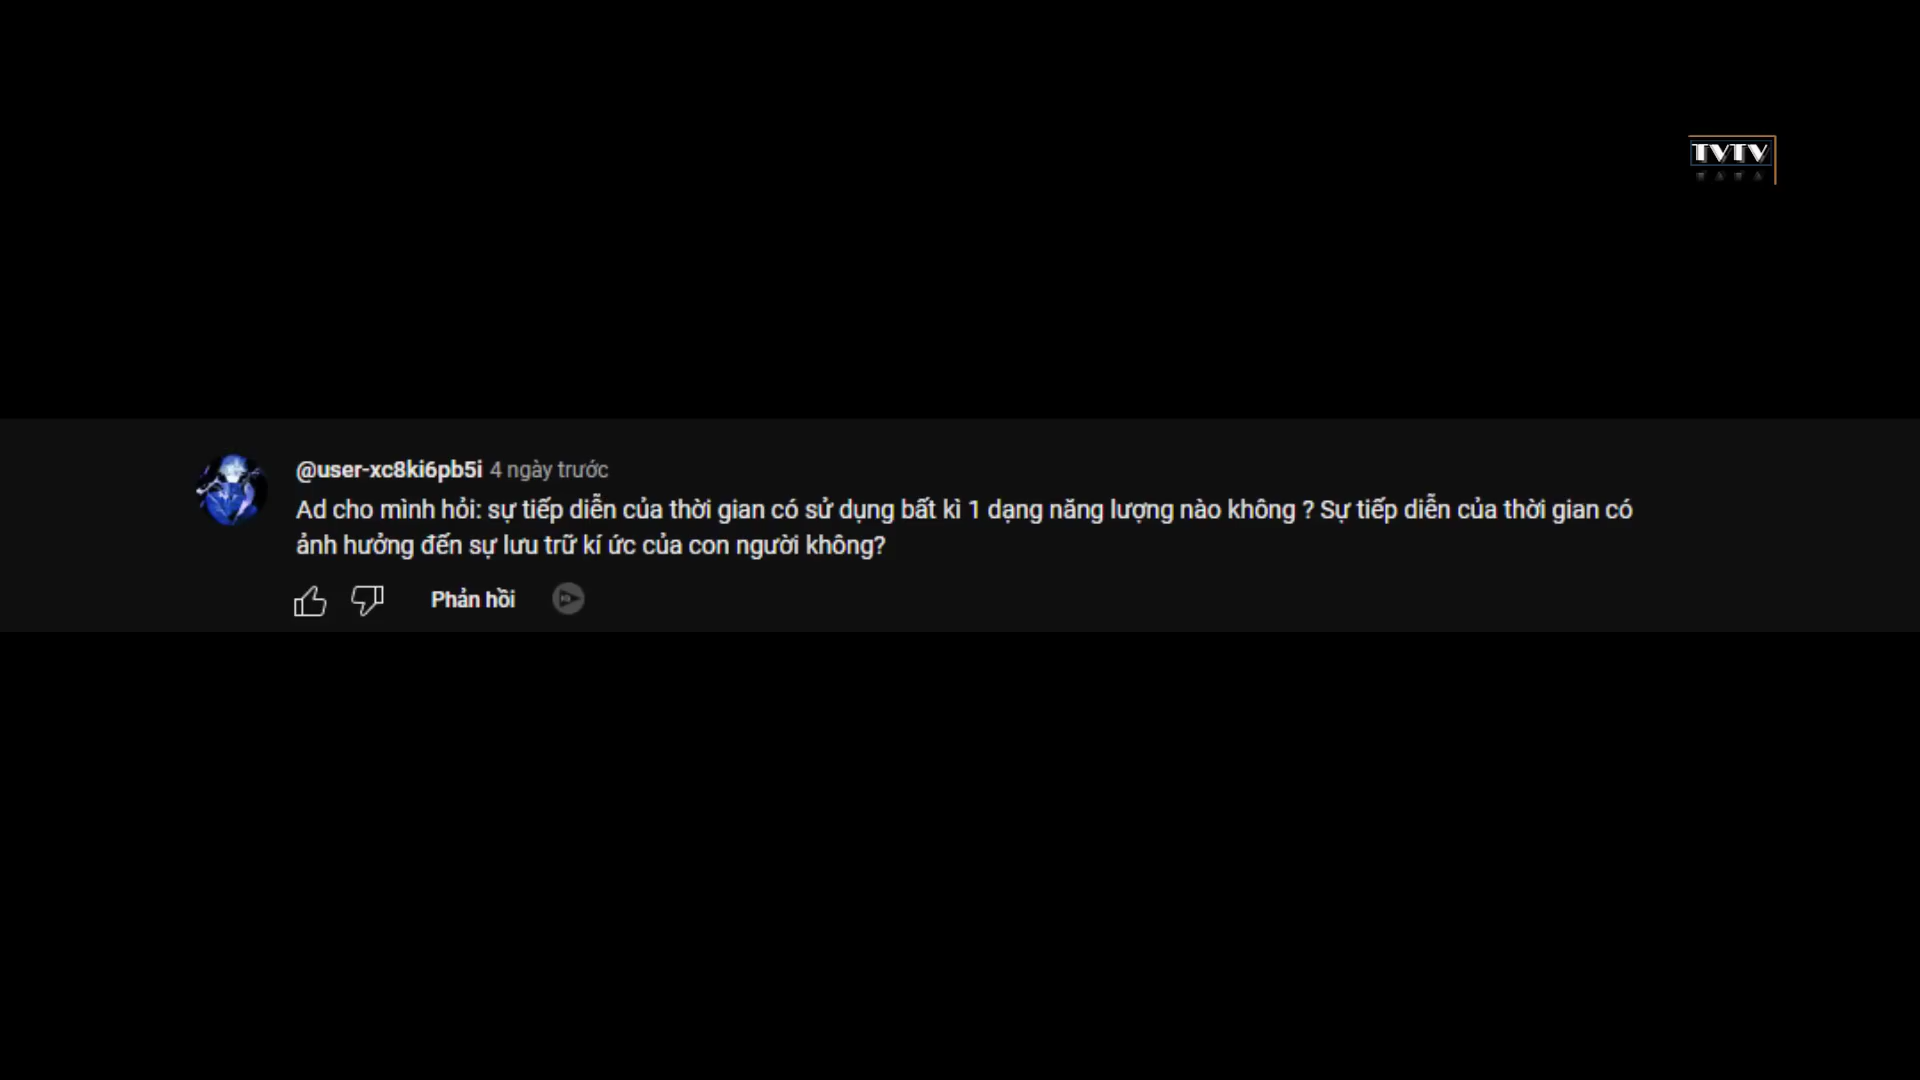 TVTV
@user-xc8ki6pb5i 4 ngày trước
Ad cho mình hỏi: sự tiếp diễn của thời gian có sử dụng bất kì 1 dạng năng lượng nào không ? Sự tiếp diễn của thời gian có
ảnh hưởng đến sự lưu trữ kí ức của con người không?
Phản hồi